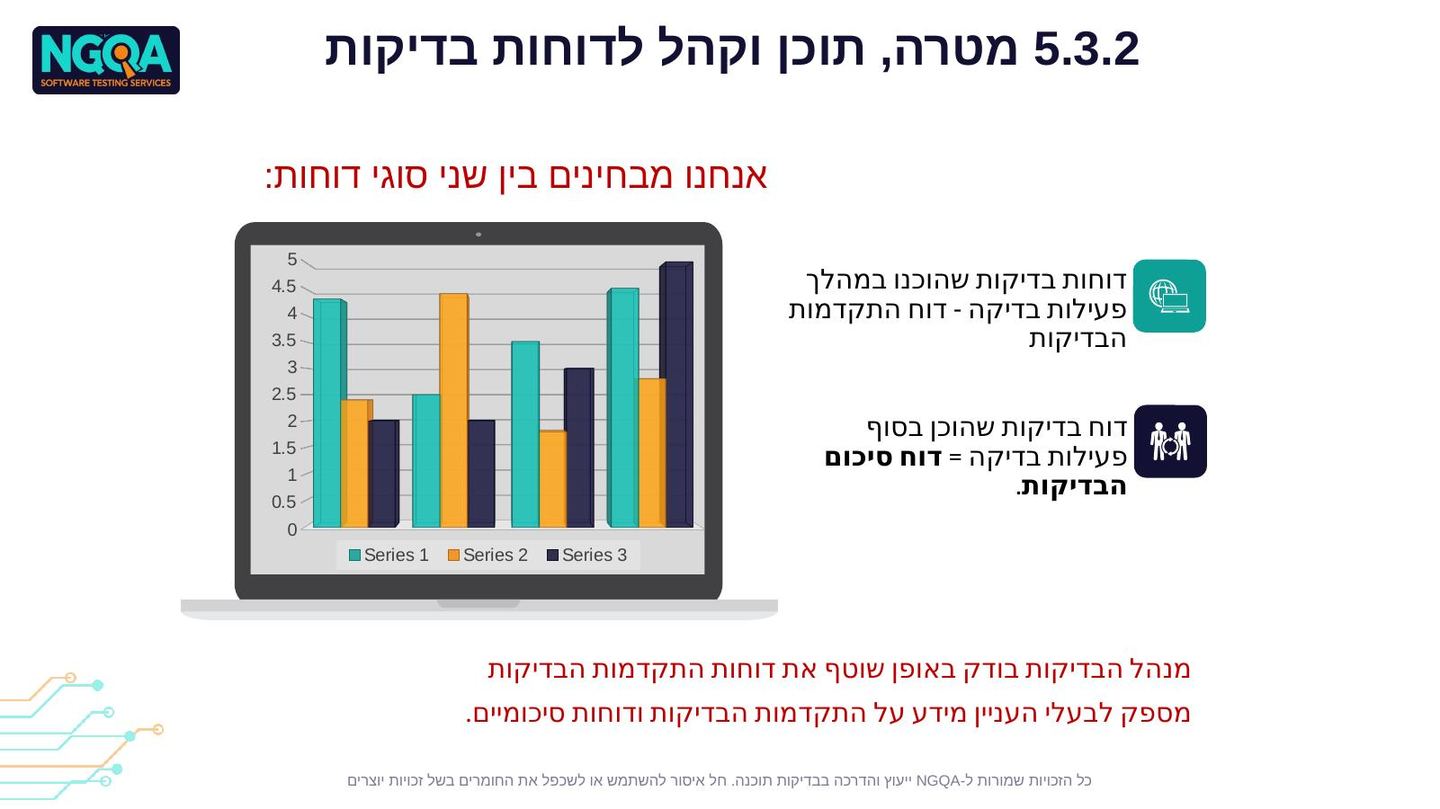 NGQA
SOFTWARE TESTING SERVICES
5.3.2 מטרה, תוכן וקהל לדוחות בדיקות
אנחנו מבחינים בין שני סוגי דוחות:
דוחות בדיקות שהוכנו במהלך
פעילות בדיקה - דוח התקדמות
הבדיקות
דוח בדיקות שהוכן בסוף
פעילות בדיקה = דוח סיכום
הבדיקות.
5
4.5
4
3.5
3
2.5
2
1.5
1
0.5
0
Series 1 Series 2 Series 3
מנהל הבדיקות בודק באופן שוטף את דוחות התקדמות הבדיקות
מספק לבעלי העניין מידע על התקדמות הבדיקות ודוחות סיכומיים.
כל הזכויות שמורות ל-NGQA ייעוץ והדרכה בבדיקות תוכנה. חל איסור להשתמש או לשכפל את החומרים בשל זכויות יוצרים